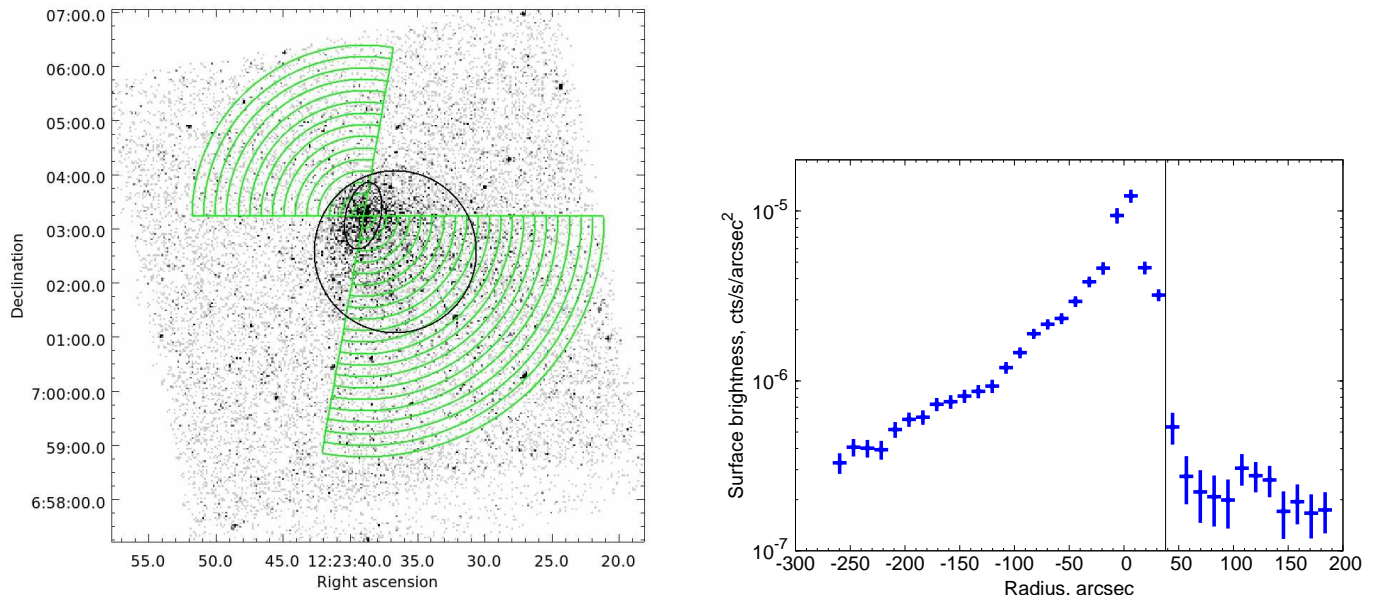 07:00.0
06:00.0
05:00.0
04:00.0
03:00.0
02:00.0
01:00.0
7:00:00.0
59:00.0
6:58:00.0
Declination
55.0 50.0 45.0 12:23:40.0 35.0 30.0 25.0 20.0
Right ascension
Surface brightness, cts/s/arcsec²
10⁻⁵
10⁻⁶
10⁻⁷
-300 -250 -200 -150 -100 -50 0 50 100 150 200
Radius, arcsec